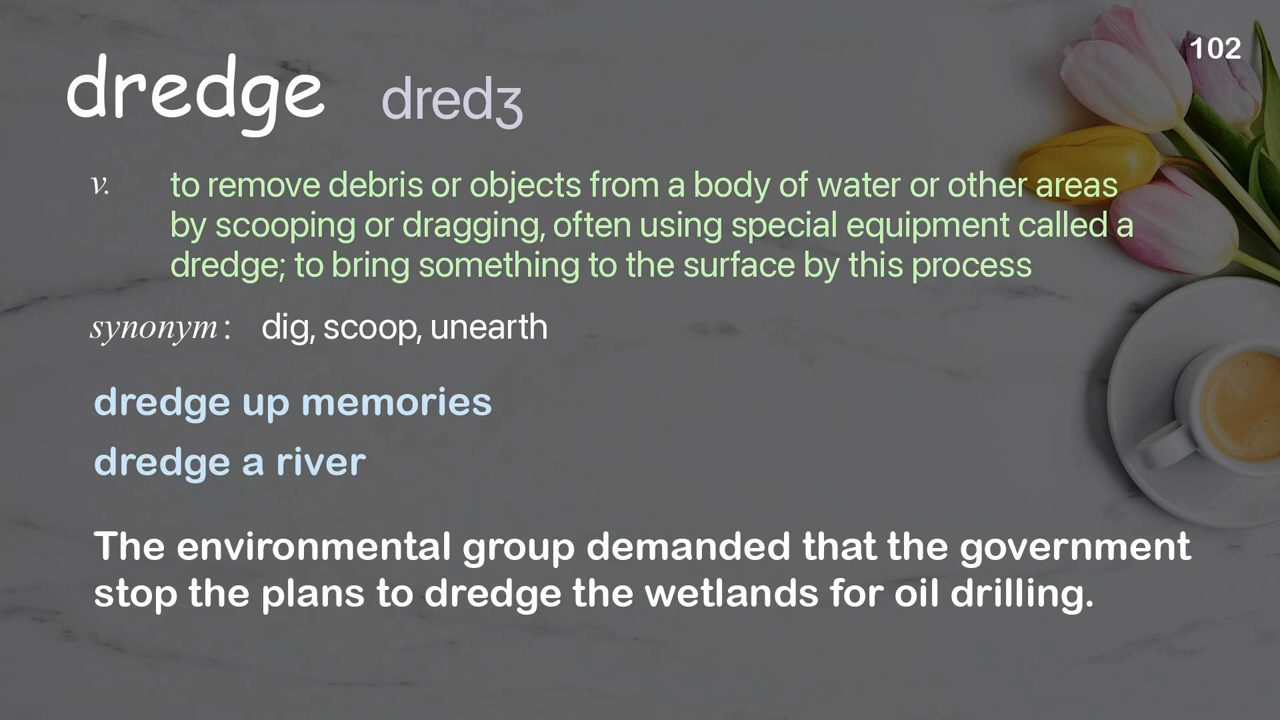 102
dredge dredʒ
v. to remove debris or objects from a body of water or other areas
by scooping or dragging, often using special equipment called a
dredge; to bring something to the surface by this process
synonym: dig, scoop, unearth
dredge up memories
dredge a river
The environmental group demanded that the government
stop the plans to dredge the wetlands for oil drilling.